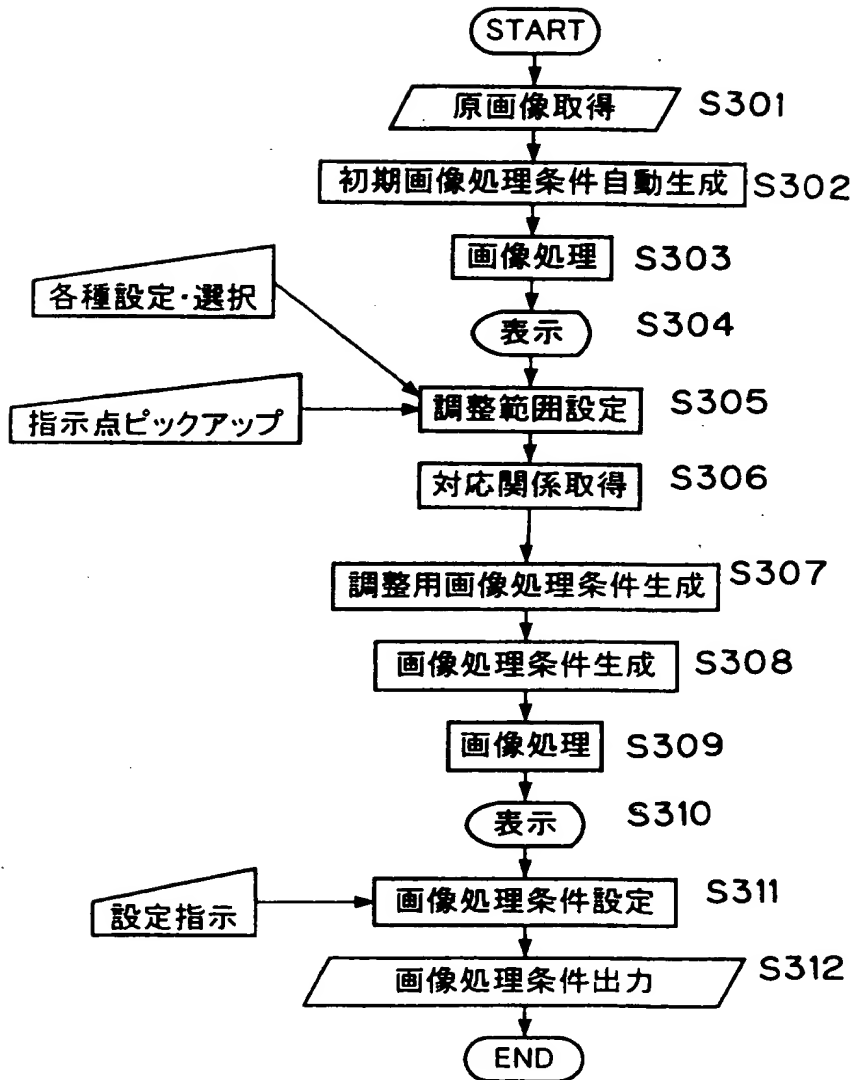 START
原画像取得 S301
初期画像処理条件自動生成 S302
画像処理 S303
各種設定・選択
表示 S304
調整範囲設定 S305
指示点ピックアップ
対応関係取得 S306
調整用画像処理条件生成 S307
画像処理条件生成 S308
画像処理 S309
表示 S310
画像処理条件設定 S311
設定指示
画像処理条件出力 S312
END